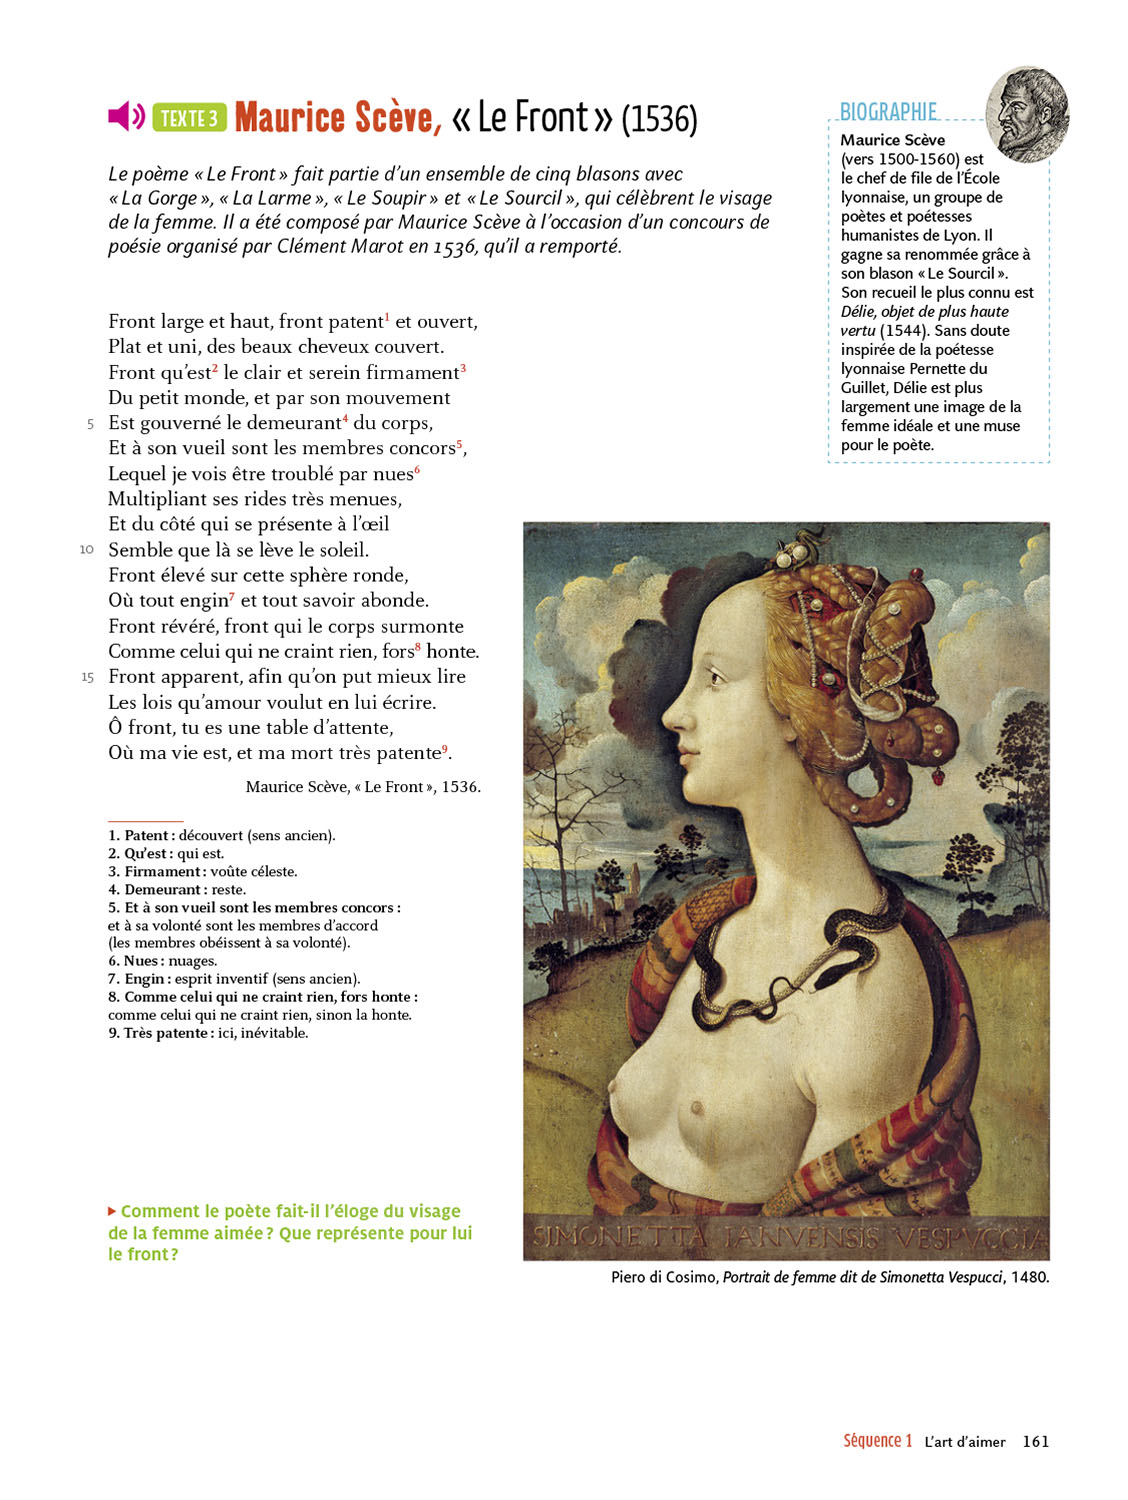 TEXTE 3 Maurice Scève, « Le Front » (1536)
Le poème « Le Front » fait partie d’un ensemble de cinq blasons avec
« La Gorge », « La Larme », « Le Soupir » et « Le Sourcil », qui célèbrent le visage
de la femme. Il a été composé par Maurice Scève à l’occasion d’un concours de
poésie organisé par Clément Marot en 1536, qu’il a remporté.
BIOGRAPHIE
Maurice Scève
(vers 1500-1560) est
le chef de file de l’École
lyonnaise, un groupe de
poètes et poétesses
humanistes de Lyon. Il
gagne sa renommée grâce à
son blason « Le Sourcil ».
Son recueil le plus connu est
Délie, objet de plus haute
vertu (1544). Sans doute
inspirée de la poétesse
lyonnaise Pernette du
Guillet, Délie est plus
largement une image de la
femme idéale et une muse
pour le poète.
Front large et haut, front patent1 et ouvert,
Plat et uni, des beaux cheveux couvert.
Front qu’est2 le clair et serein firmament3
Du petit monde, et par son mouvement
5 Est gouverné le demeurant4 du corps,
Et à son vueil sont les membres concors5,
Lequel je vois être troublé par nues6
Multipliant ses rides très menues,
Et du côté qui se présente à l’œil
10 Semble que là se lève le soleil.
Front élevé sur cette sphère ronde,
Où tout engin7 et tout savoir abonde.
Front révéré, front qui le corps surmonte
Comme celui qui ne craint rien, fors8 honte.
15 Front apparent, afin qu’on put mieux lire
Les lois qu’amour voulut en lui écrire.
Ô front, tu es une table d’attente,
Où ma vie est, et ma mort très patente9.
Maurice Scève, « Le Front », 1536.
1. Patent : découvert (sens ancien).
2. Qu’est : qui est.
3. Firmament : voûte céleste.
4. Demeurant : reste.
5. Et à son vueil sont les membres concors :
et à sa volonté sont les membres d’accord
(les membres obéissent à sa volonté).
6. Nues : nuages.
7. Engin : esprit inventif (sens ancien).
8. Comme celui qui ne craint rien, fors honte :
comme celui qui ne craint rien, sinon la honte.
9. Très patente : ici, inévitable.
Comment le poète fait-il l’éloge du visage
de la femme aimée ? Que représente pour lui
le front ?
SIMONETTA IANVENSIS VESPVCCIA
Piero di Cosimo, Portrait de femme dit de Simonetta Vespucci, 1480.
Séquence 1 L’art d’aimer 161